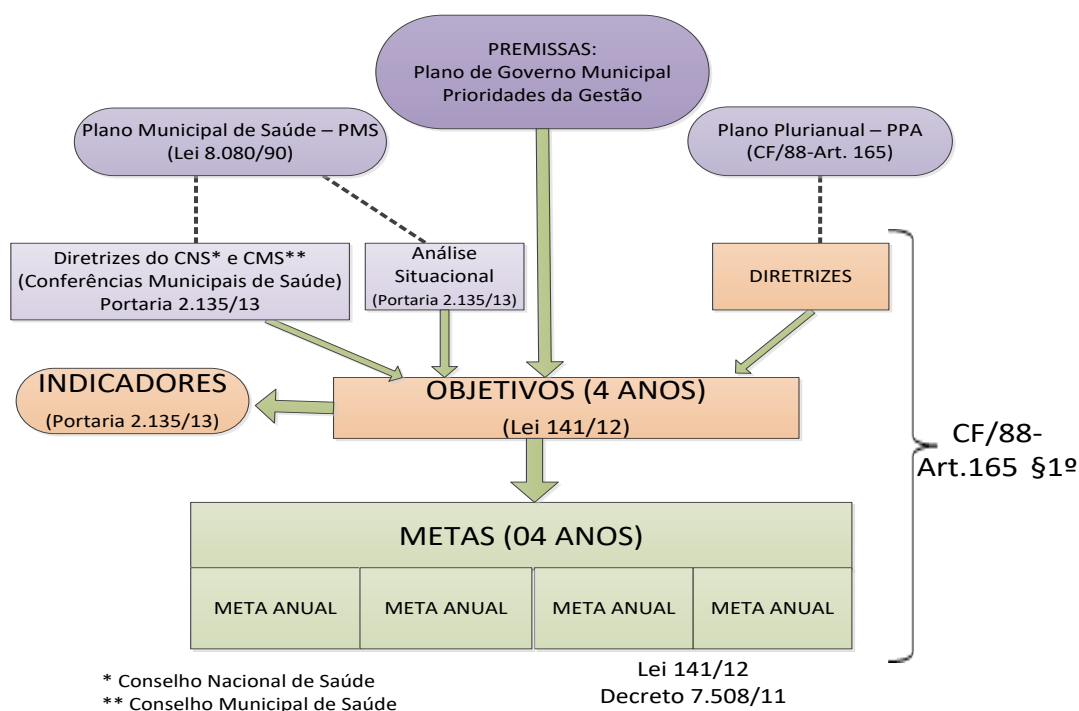 PREMISSAS:
Plano de Governo Municipal
Prioridades da Gestão
Plano Municipal de Saúde – PMS
(Lei 8.080/90)
Plano Plurianual – PPA
(CF/88-Art. 165)
Diretrizes do CNS* e CMS**
(Conferências Municipais de Saúde)
Portaria 2.135/13
Análise
Situacional
(Portaria 2.135/13)
DIRETRIZES
INDICADORES
(Portaria 2.135/13)
OBJETIVOS (4 ANOS)
(Lei 141/12)
CF/88-
Art.165 §1º
METAS (04 ANOS)
META ANUAL
META ANUAL
META ANUAL
META ANUAL
* Conselho Nacional de Saúde
** Conselho Municipal de Saúde
Lei 141/12
Decreto 7.508/11